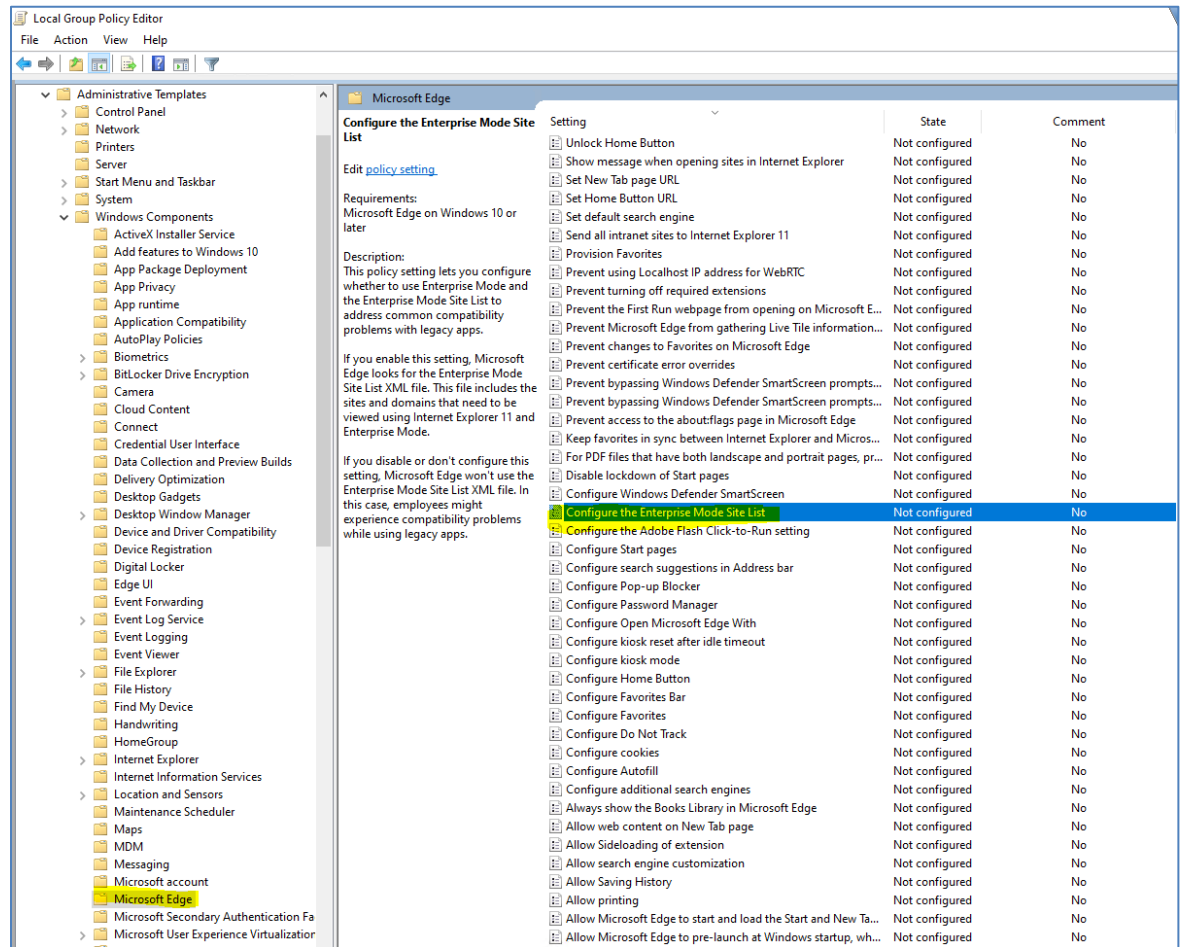 Local Group Policy Editor
File Action View Help
Administrative Templates
Control Panel
Network
Printers
Server
Start Menu and Taskbar
System
Windows Components
ActiveX Installer Service
Add features to Windows 10
App Package Deployment
App Privacy
App runtime
Application Compatibility
AutoPlay Policies
Biometrics
BitLocker Drive Encryption
Camera
Cloud Content
Connect
Credential User Interface
Data Collection and Preview Builds
Delivery Optimization
Desktop Gadgets
Desktop Window Manager
Device and Driver Compatibility
Device Registration
Digital Locker
Edge UI
Event Forwarding
Event Log Service
Event Logging
Event Viewer
File Explorer
File History
Find My Device
Handwriting
HomeGroup
Internet Explorer
Internet Information Services
Location and Sensors
Maintenance Scheduler
Maps
MDM
Messaging
Microsoft account
Microsoft Edge
Microsoft Secondary Authentication Fa
Microsoft User Experience Virtualization
Microsoft Edge
Configure the Enterprise Mode Site
List
Edit policy setting
Requirements:
Microsoft Edge on Windows 10 or
later
Description:
This policy setting lets you configure
whether to use Enterprise Mode and
the Enterprise Mode Site List to
address common compatibility
problems with legacy apps.
If you enable this setting, Microsoft
Edge looks for the Enterprise Mode
Site List XML file. This file includes the
sites and domains that need to be
viewed using Internet Explorer 11 and
Enterprise Mode.
If you disable or don't configure this
setting, Microsoft Edge won't use the
Enterprise Mode Site List XML file. In
this case, employees might
experience compatibility problems
while using legacy apps.
Setting State Comment
Unlock Home Button Not configured No
Show message when opening sites in Internet Explorer Not configured No
Set New Tab page URL Not configured No
Set Home Button URL Not configured No
Set default search engine Not configured No
Send all intranet sites to Internet Explorer 11 Not configured No
Provision Favorites Not configured No
Prevent using Localhost IP address for WebRTC Not configured No
Prevent turning off required extensions Not configured No
Prevent the First Run webpage from opening on Microsoft E... Not configured No
Prevent Microsoft Edge from gathering Live Tile information... Not configured No
Prevent changes to Favorites on Microsoft Edge Not configured No
Prevent certificate error overrides Not configured No
Prevent bypassing Windows Defender SmartScreen prompts... Not configured No
Prevent bypassing Windows Defender SmartScreen prompts... Not configured No
Prevent access to the about:flags page in Microsoft Edge Not configured No
Keep favorites in sync between Internet Explorer and Micros... Not configured No
For PDF files that have both landscape and portrait pages, pr... Not configured No
Disable lockdown of Start pages Not configured No
Configure Windows Defender SmartScreen Not configured No
Configure the Enterprise Mode Site List Not configured No
Configure the Adobe Flash Click-to-Run setting Not configured No
Configure Start pages Not configured No
Configure search suggestions in Address bar Not configured No
Configure Pop-up Blocker Not configured No
Configure Password Manager Not configured No
Configure Open Microsoft Edge With Not configured No
Configure kiosk reset after idle timeout Not configured No
Configure kiosk mode Not configured No
Configure Home Button Not configured No
Configure Favorites Bar Not configured No
Configure Favorites Not configured No
Configure Do Not Track Not configured No
Configure cookies Not configured No
Configure Autofill Not configured No
Configure additional search engines Not configured No
Always show the Books Library in Microsoft Edge Not configured No
Allow web content on New Tab page Not configured No
Allow Sideloading of extension Not configured No
Allow search engine customization Not configured No
Allow Saving History Not configured No
Allow printing Not configured No
Allow Microsoft Edge to start and load the Start and New Ta... Not configured No
Allow Microsoft Edge to pre-launch at Windows startup, wh... Not configured No